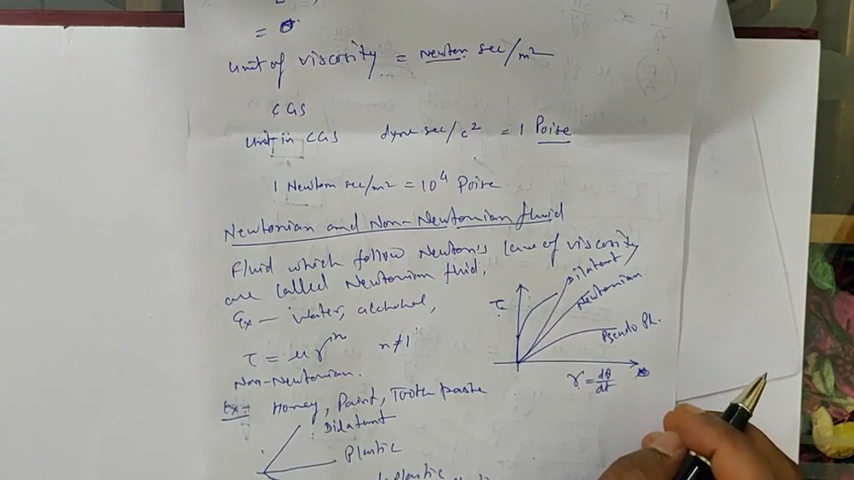 =
Unit of viscosity = Newton sec/m²
CGS
Unit in CGS dyne sec/c² = 1 Poise
1 Newton sec/m² = 10⁴ Poise
Newtonian and Non-Newtonian fluid
Fluid which follow Newton's law of viscosity
are called Newtonian fluid.
Ex — Water, alcohol,
τ = μ γⁿ n≠1
Non-Newtonian.
Ex:- Honey, Paint, Tooth paste
Dilatant
Plastic
τ
Dilatant
Newtonian
Pseudo Pl.
γ = dθ/dt